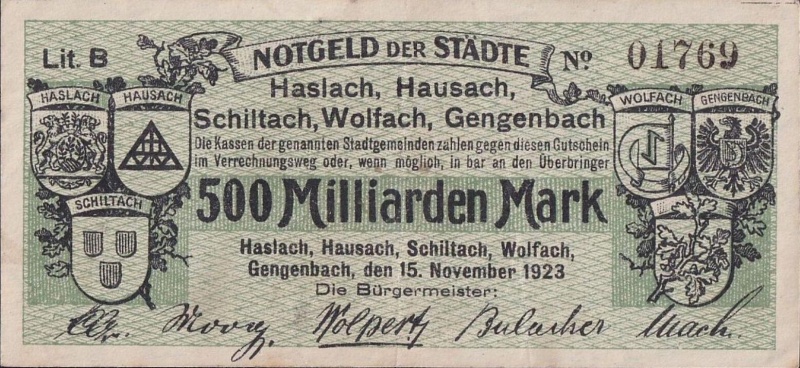 Lit. B
NOTGELD DER STÄDTE
No 01769
Haslach, Hausach,
Schiltach, Wolfach, Gengenbach
Die Kassen der genannten Stadtgemeinden zahlen gegen diesen Gutschein
im Verrechnungsweg oder, wenn möglich, in bar an den Überbringer
500 Milliarden Mark
Haslach, Hausach, Schiltach, Wolfach,
Gengenbach, den 15. November 1923
Die Bürgermeister:
HASLACH
HAUSACH
SCHILTACH
WOLFACH
GENGENBACH
Wolpert